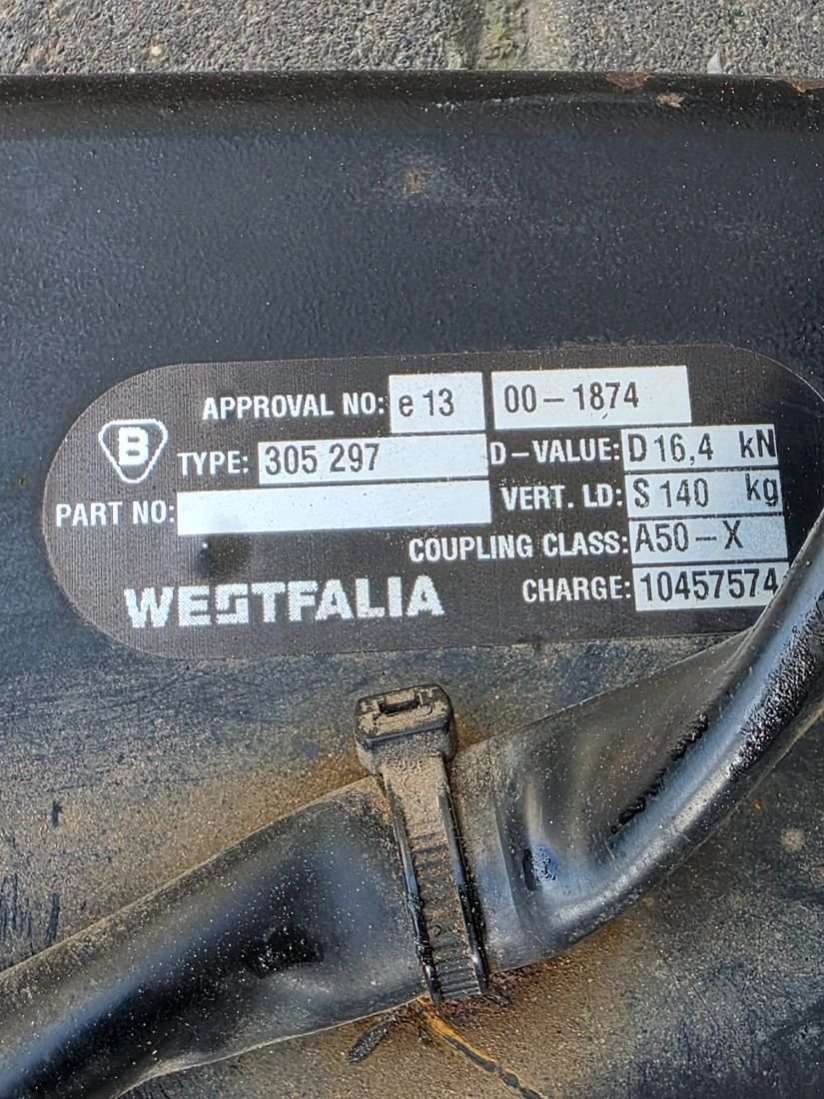 APPROVAL NO: e 13 00-1874
B
TYPE: 305 297 D-VALUE: D 16,4 kN
PART NO: VERT. LD: S 140 kg
COUPLING CLASS: A50-X
WESTFALIA CHARGE: 10457574